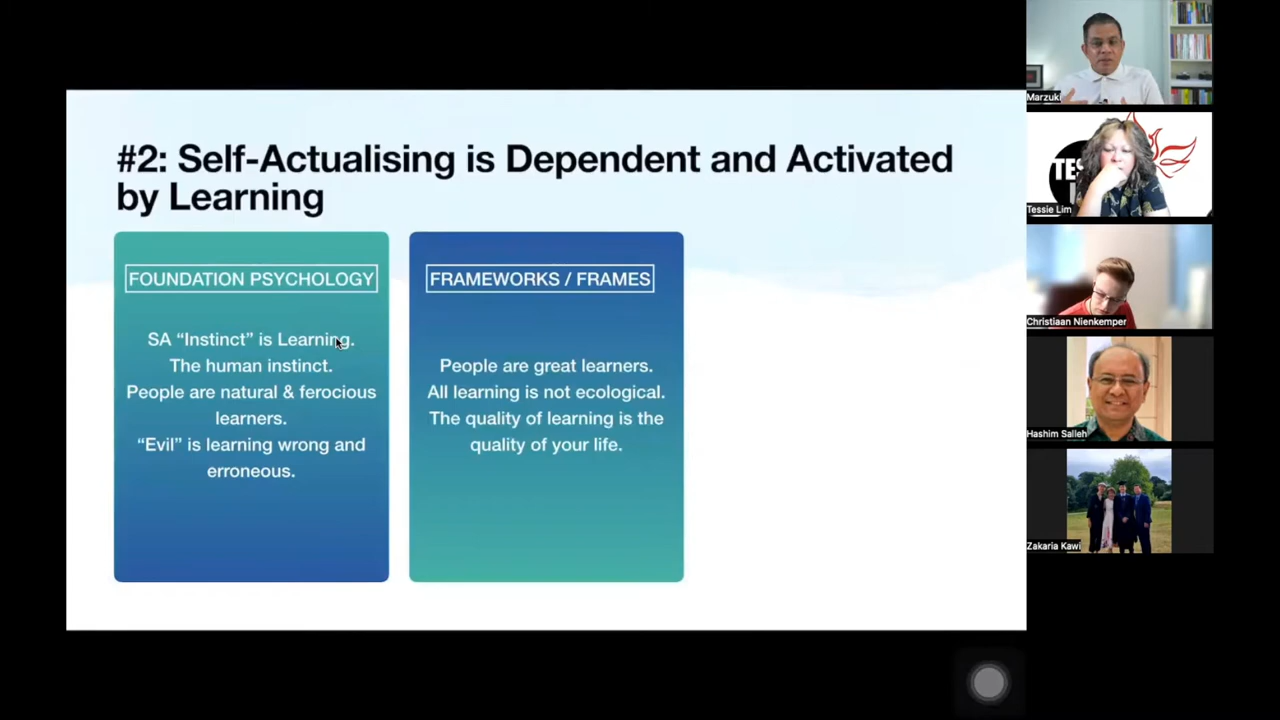 #2: Self-Actualising is Dependent and Activated
by Learning
FOUNDATION PSYCHOLOGY
SA “Instinct” is Learning.
The human instinct.
People are natural & ferocious
learners.
“Evil” is learning wrong and
erroneous.
FRAMEWORKS / FRAMES
People are great learners.
All learning is not ecological.
The quality of learning is the
quality of your life.
Marzuki
TES
L
Tessie Lim
Christiaan Nienkemper
Hashim Salleh
Zakaria Kawi